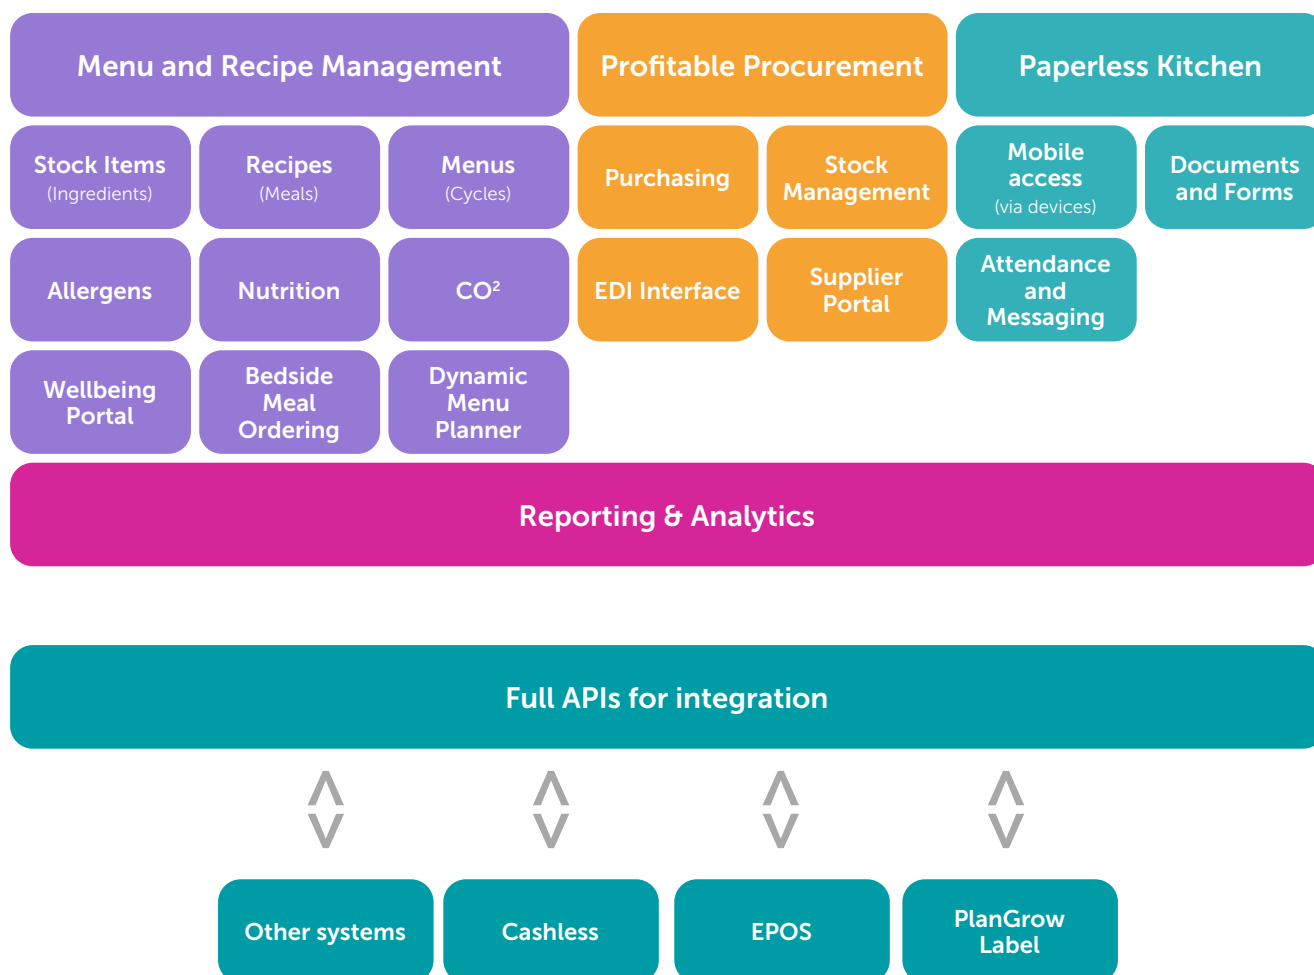 Menu and Recipe Management
Profitable Procurement
Paperless Kitchen
Stock Items
(Ingredients)
Recipes
(Meals)
Menus
(Cycles)
Purchasing
Stock
Management
Mobile
access
(via devices)
Documents
and Forms
Allergens
Nutrition
CO²
EDI Interface
Supplier
Portal
Attendance
and
Messaging
Wellbeing
Portal
Bedside
Meal
Ordering
Dynamic
Menu
Planner
Reporting & Analytics
Full APIs for integration
Other systems
Cashless
EPOS
PlanGrow
Label